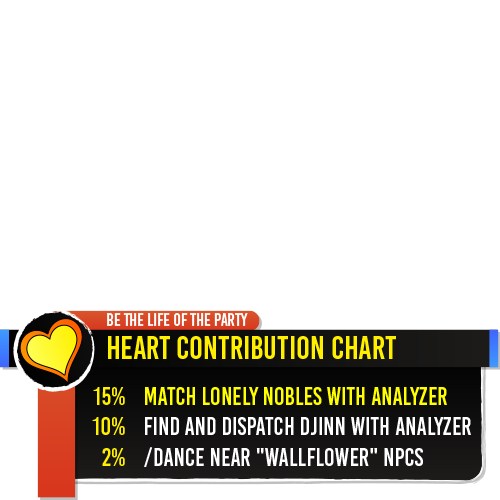 BE THE LIFE OF THE PARTY
HEART CONTRIBUTION CHART
15% MATCH LONELY NOBLES WITH ANALYZER
10% FIND AND DISPATCH DJINN WITH ANALYZER
2% /DANCE NEAR "WALLFLOWER" NPCS